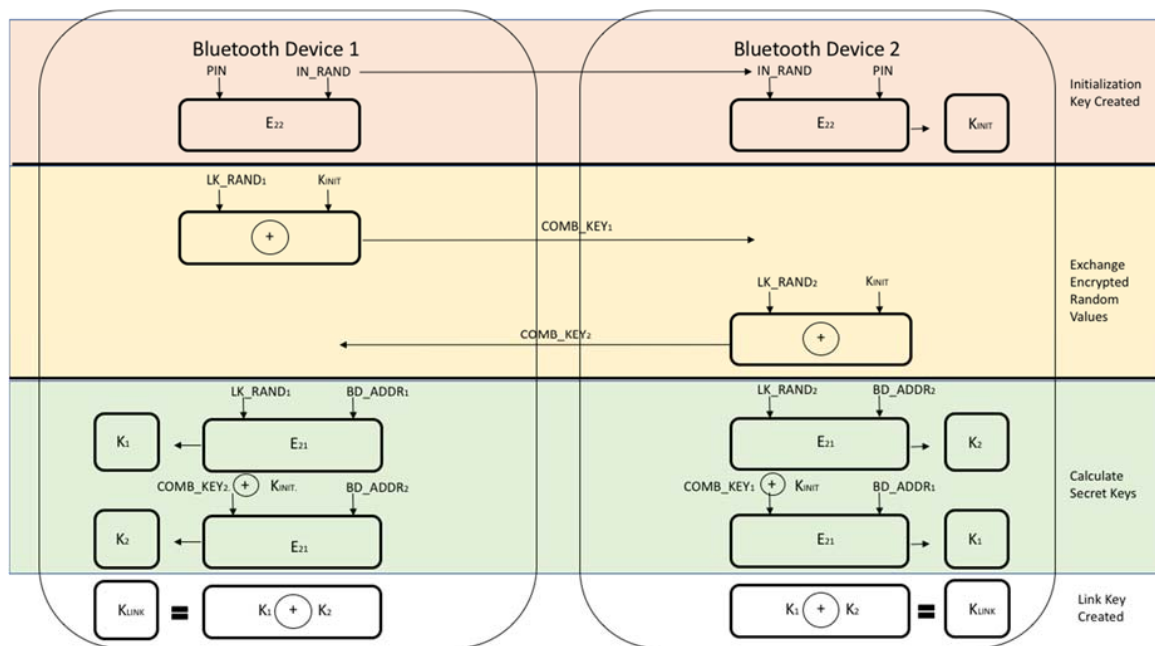 Bluetooth Device 1
Bluetooth Device 2
PIN
IN_RAND
IN_RAND
PIN
E22
E22
KINIT
Initialization
Key Created
LK_RAND1
KINIT
+
COMB_KEY1
LK_RAND2
KINIT
+
COMB_KEY2
Exchange
Encrypted
Random
Values
LK_RAND1
BD_ADDR1
LK_RAND2
BD_ADDR2
K1
E21
E21
K2
COMB_KEY2.
+
KINIT.
BD_ADDR2
COMB_KEY1
+
KINIT
BD_ADDR1
K2
E21
E21
K1
Calculate
Secret Keys
KLINK = K1 + K2
K1 + K2 = KLINK
Link Key
Created